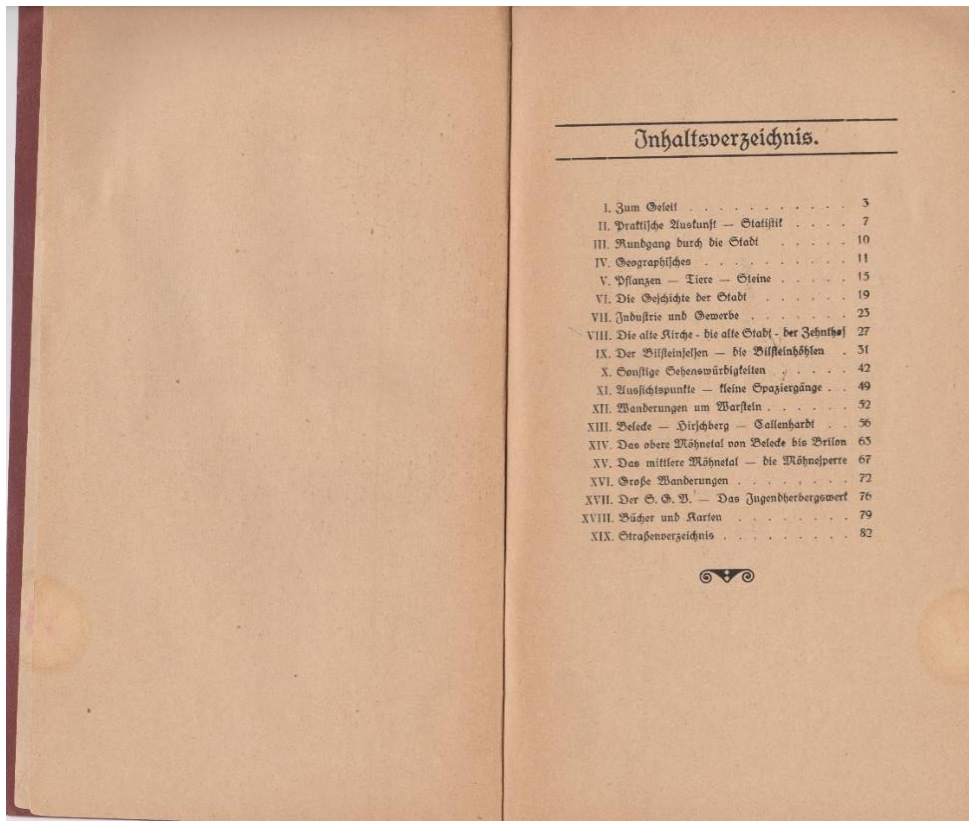 Inhaltsverzeichnis.
I. Zum Geleit . . . . . . . . . . . 3
II. Praktische Auskunft — Statistik . . . . 7
III. Rundgang durch die Stadt . . . . . 10
IV. Geographisches . . . . . . . . . . 11
V. Pflanzen — Tiere — Steine . . . . . 15
VI. Die Geschichte der Stadt . . . . . . 19
VII. Industrie und Gewerbe . . . . . . . 23
VIII. Die alte Kirche - die alte Stadt - der Zehnthof 27
IX. Der Bilsteinfelsen — die Bilsteinhöhlen . 31
X. Sonstige Sehenswürdigkeiten . . . . . 42
XI. Aussichtspunkte — kleine Spaziergänge . . 49
XII. Wanderungen um Warstein . . . . . . 52
XIII. Belecke — Hirschberg — Callenhardt . . 56
XIV. Das obere Möhnetal von Belecke bis Brilon 63
XV. Das mittlere Möhnetal — die Möhnesperre 67
XVI. Große Wanderungen . . . . . . . . 72
XVII. Der S. G. V. — Das Jugendherbergswerk 76
XVIII. Bücher und Karten . . . . . . . . 79
XIX. Straßenverzeichnis . . . . . . . . . 82